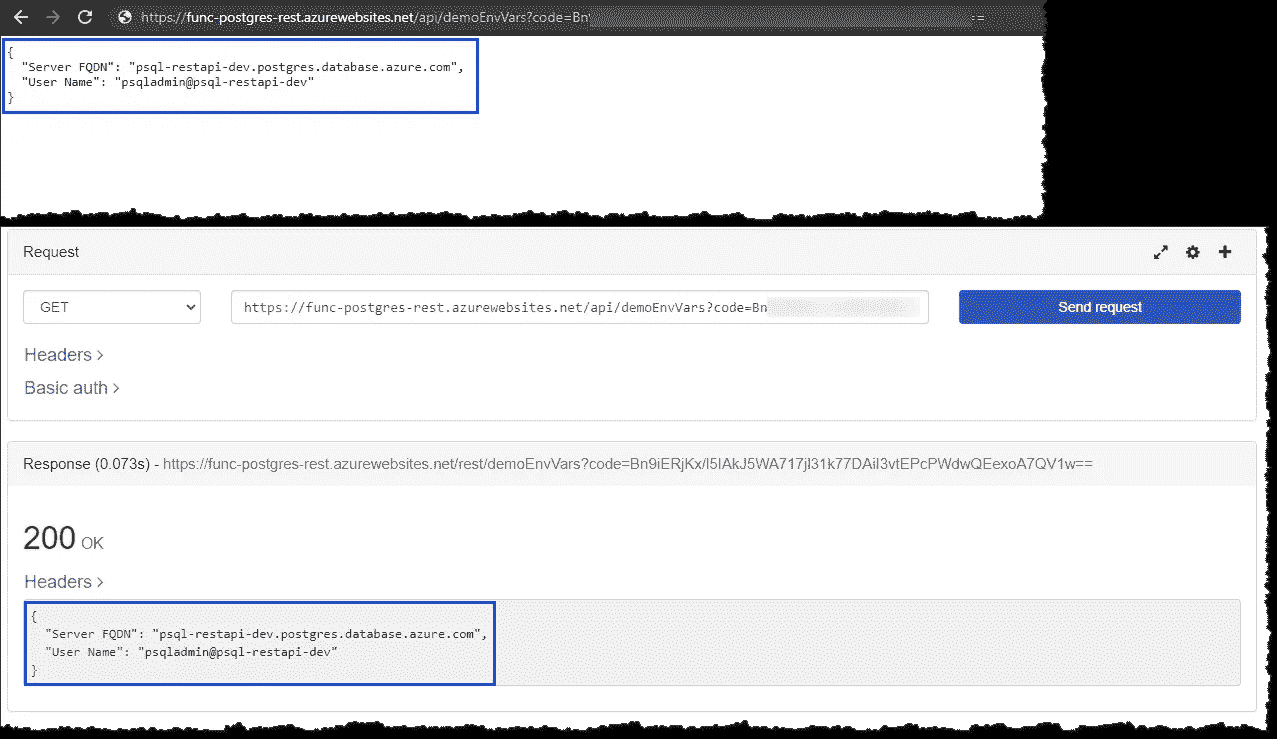 https://func-postgres-rest.azurewebsites.net/api/demoEnvVars?code=Bn ==
{
"Server FQDN": "psql-restapi-dev.postgres.database.azure.com",
"User Name": "psqladmin@psql-restapi-dev"
}
Request
GET
https://func-postgres-rest.azurewebsites.net/api/demoEnvVars?code=Bn
Send request
Headers >
Basic auth >
Response (0.073s) - https://func-postgres-rest.azurewebsites.net/rest/demoEnvVars?code=Bn9iERjKx/l5lAkJ5WA717jl31k77DAiI3vtEPcPWdwQEexoA7QV1w==
200 OK
Headers >
{
"Server FQDN": "psql-restapi-dev.postgres.database.azure.com",
"User Name": "psqladmin@psql-restapi-dev"
}